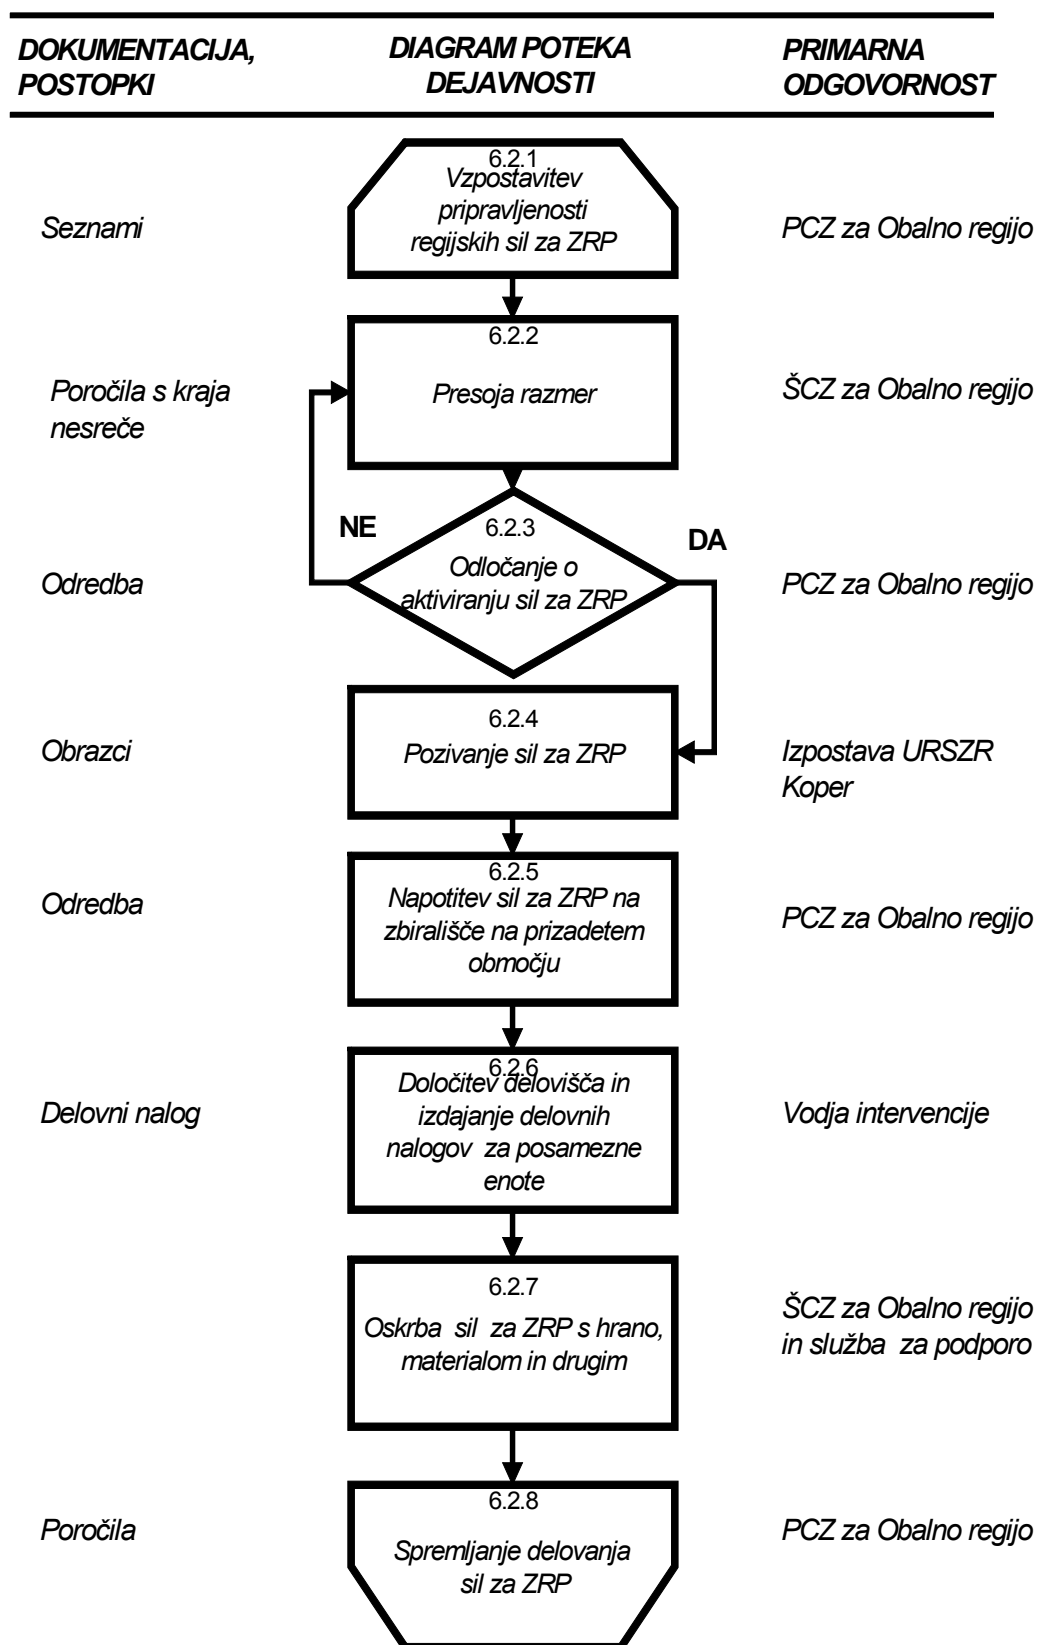 DOKUMENTACIJA,
POSTOPKI
DIAGRAM POTEKA
DEJAVNOSTI
PRIMARNA
ODGOVORNOST
Seznami
6.2.1
Vzpostavitev
pripravljenosti
regijskih sil za ZRP
PCZ za Obalno regijo
Poročila s kraja
nesreče
6.2.2
Presoja razmer
ŠCZ za Obalno regijo
NE
DA
Odredba
6.2.3
Odločanje o
aktiviranju sil za ZRP
PCZ za Obalno regijo
Obrazci
6.2.4
Pozivanje sil za ZRP
Izpostava URSZR
Koper
Odredba
6.2.5
Napotitev sil za ZRP na
zbirališče na prizadetem
območju
PCZ za Obalno regijo
Delovni nalog
6.2.6
Določitev delovišča in
izdajanje delovnih
nalogov za posamezne
enote
Vodja intervencije
6.2.7
Oskrba sil za ZRP s hrano,
materialom in drugim
ŠCZ za Obalno regijo
in služba za podporo
Poročila
6.2.8
Spremljanje delovanja
sil za ZRP
PCZ za Obalno regijo